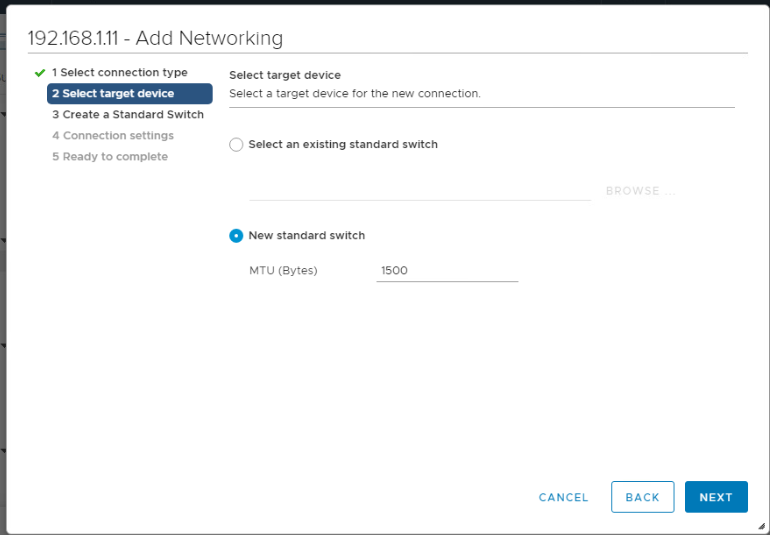 192.168.1.11 - Add Networking
1 Select connection type
2 Select target device
3 Create a Standard Switch
4 Connection settings
5 Ready to complete
Select target device
Select a target device for the new connection.
Select an existing standard switch
BROWSE ...
New standard switch
MTU (Bytes) 1500
CANCEL BACK NEXT